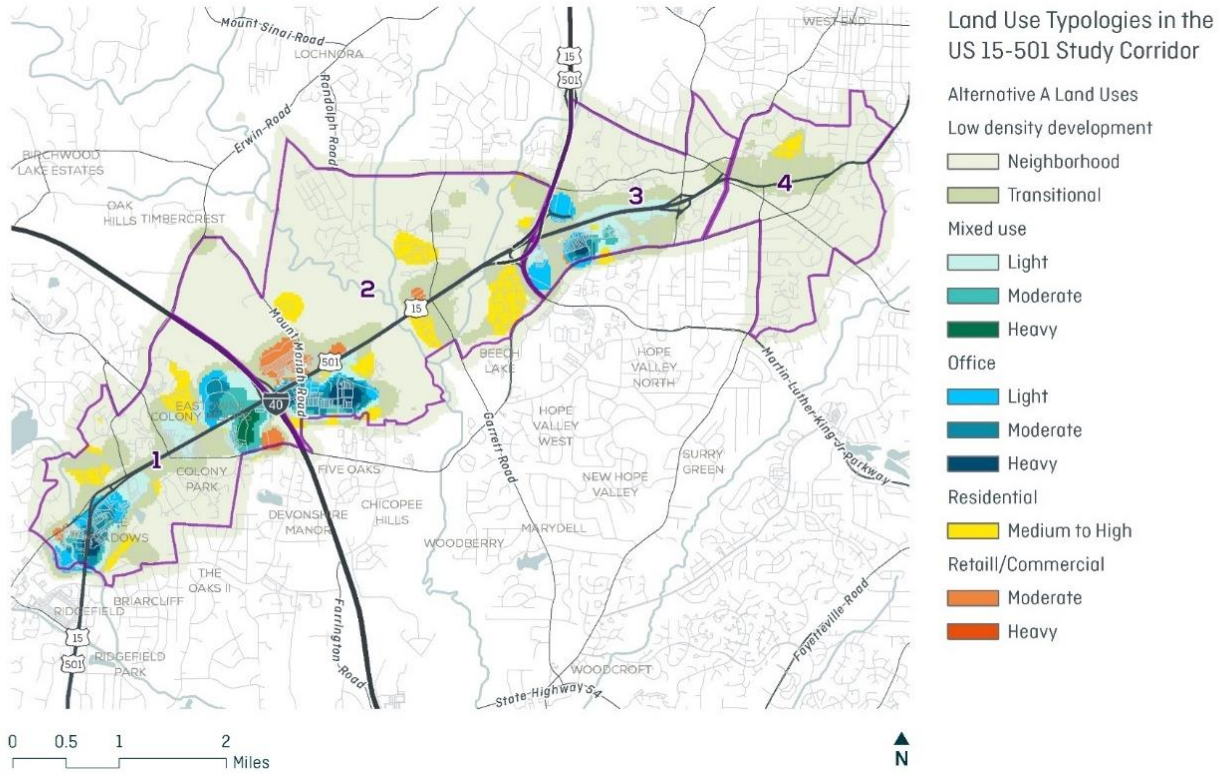 Land Use Typologies in the
US 15-501 Study Corridor
Alternative A Land Uses
Low density development
Neighborhood
Transitional
Mixed use
Light
Moderate
Heavy
Office
Light
Moderate
Heavy
Residential
Medium to High
Retaill/Commercial
Moderate
Heavy
WEST END
Mount Sinai-Road
LOCHNORA
15
501
Randolph-Road
Erwin-Road
BIRCHWOOD
LAKE ESTATES
OAK
HILLS
TIMBERCREST
3
4
2
15
Mount-Moriah-Road
501
BEECH
LAKE
HOPE
VALLEY
NORTH
40
COLONY
1
COLONY
PARK
FIVE OAKS
HOPE
VALLEY
WEST
Garrett-Road
Martin-Luther-King-Jr-Parkway
SURRY
GREEN
NEW HOPE
VALLEY
CHICOPEE
HILLS
DEVONSHIRE
MANOR
MARYDELL
WOODBERRY
THE
OAKS II
BRIARCLIFF
RIDGEFIELD
15
501
RIDGEFIELD
PARK
Farrington-Road
Fayetteville-Road
WOODCROFT
State-Highway-54
0 0.5 1 2
Miles
N